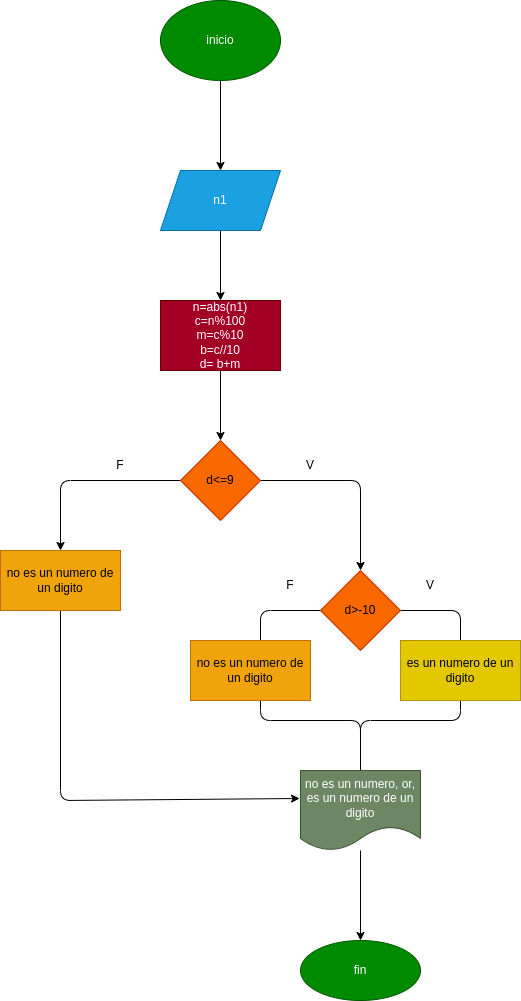 inicio
n1
n=abs(n1)
c=n%100
m=c%10
b=c//10
d= b+m
d<=9
F
V
no es un numero de
un digito
d>-10
F
V
no es un numero de
un digito
es un numero de un
digito
no es un numero, or,
es un numero de un
digito
fin